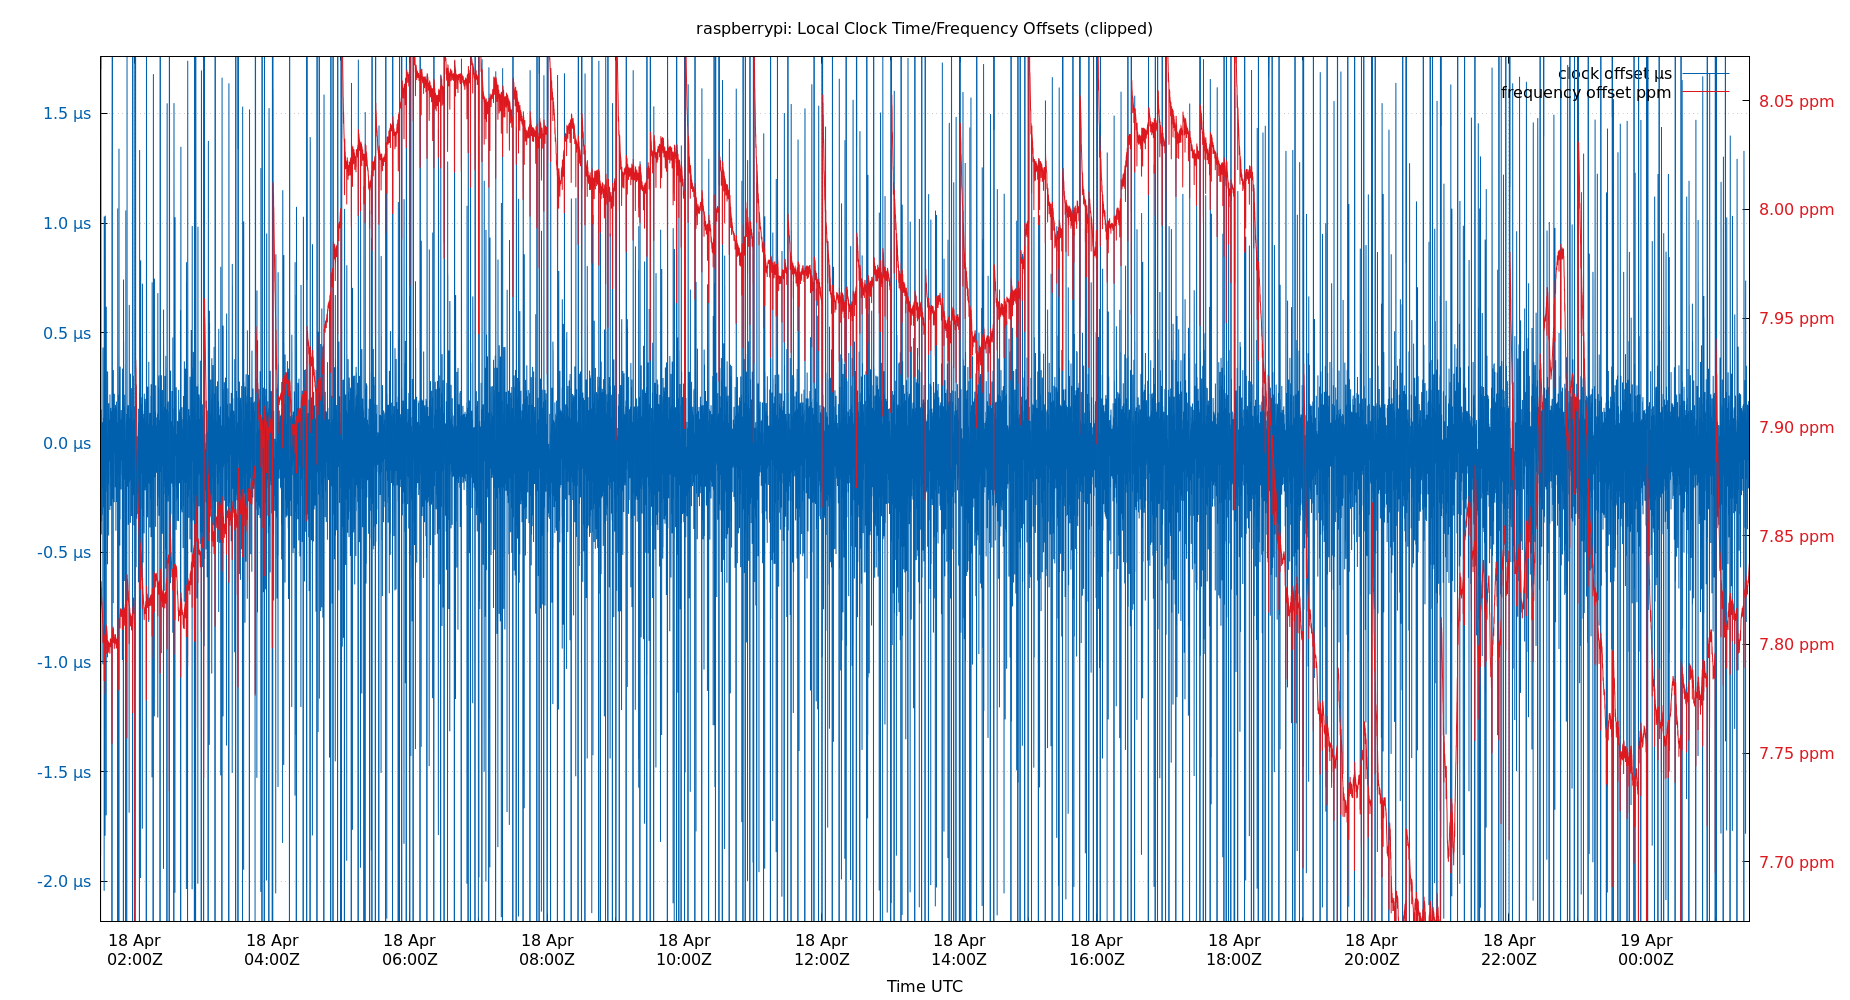 raspberrypi: Local Clock Time/Frequency Offsets (clipped)
clock offset µs
frequency offset ppm
1.5 µs
1.0 µs
0.5 µs
0.0 µs
-0.5 µs
-1.0 µs
-1.5 µs
-2.0 µs
8.05 ppm
8.00 ppm
7.95 ppm
7.90 ppm
7.85 ppm
7.80 ppm
7.75 ppm
7.70 ppm
18 Apr 18 Apr 18 Apr 18 Apr 18 Apr 18 Apr 18 Apr 18 Apr 18 Apr 18 Apr 18 Apr 19 Apr
02:00Z 04:00Z 06:00Z 08:00Z 10:00Z 12:00Z 14:00Z 16:00Z 18:00Z 20:00Z 22:00Z 00:00Z
Time UTC